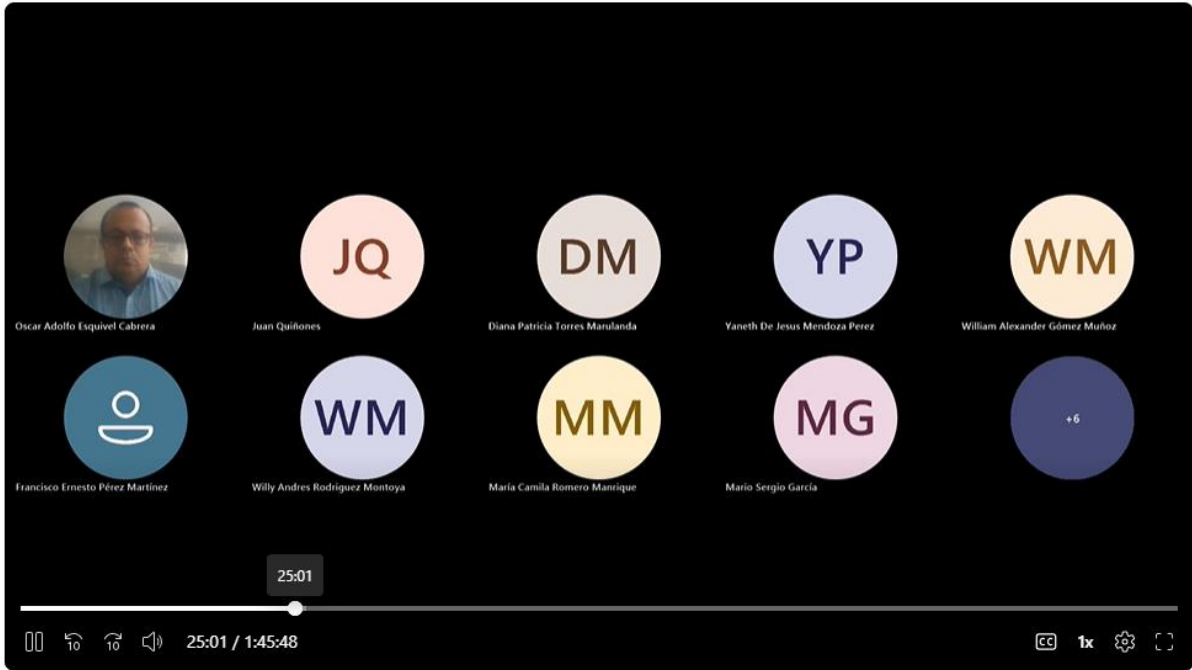 JQ
DM
YP
WM
Oscar Adolfo Esquivel Cabrera
Juan Quiñones
Diana Patricia Torres Marulanda
Yaneth De Jesus Mendoza Perez
William Alexander Gómez Muñoz
WM
MM
MG
+6
Francisco Ernesto Pérez Martínez
Willy Andres Rodriguez Montoya
María Camila Romero Manrique
Mario Sergio García
25:01
10
10
25:01 / 1:45:48
CC
1x